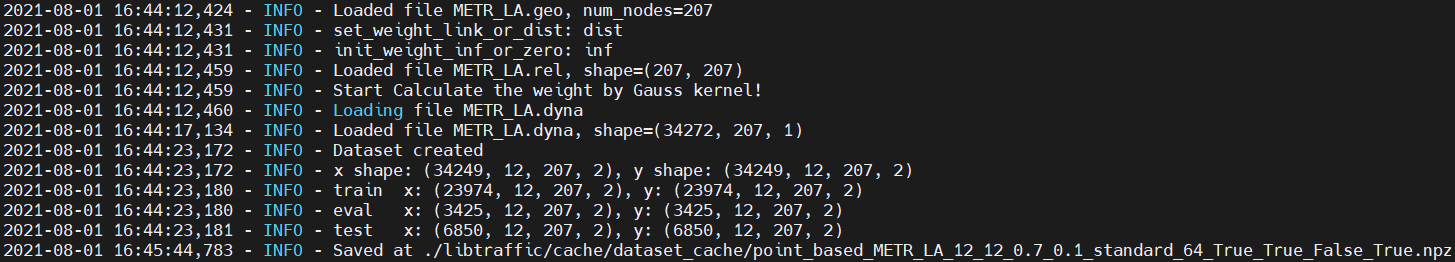 2021-08-01 16:44:12,424 - INFO - Loaded file METR_LA.geo, num_nodes=207
2021-08-01 16:44:12,431 - INFO - set_weight_link_or_dist: dist
2021-08-01 16:44:12,431 - INFO - init_weight_inf_or_zero: inf
2021-08-01 16:44:12,459 - INFO - Loaded file METR_LA.rel, shape=(207, 207)
2021-08-01 16:44:12,459 - INFO - Start Calculate the weight by Gauss kernel!
2021-08-01 16:44:12,460 - INFO - Loading file METR_LA.dyna
2021-08-01 16:44:17,134 - INFO - Loaded file METR_LA.dyna, shape=(34272, 207, 1)
2021-08-01 16:44:23,172 - INFO - Dataset created
2021-08-01 16:44:23,172 - INFO - x shape: (34249, 12, 207, 2), y shape: (34249, 12, 207, 2)
2021-08-01 16:44:23,180 - INFO - train  x: (23974, 12, 207, 2), y: (23974, 12, 207, 2)
2021-08-01 16:44:23,180 - INFO - eval   x: (3425, 12, 207, 2), y: (3425, 12, 207, 2)
2021-08-01 16:44:23,181 - INFO - test   x: (6850, 12, 207, 2), y: (6850, 12, 207, 2)
2021-08-01 16:45:44,783 - INFO - Saved at ./libtraffic/cache/dataset_cache/point_based_METR_LA_12_12_0.7_0.1_standard_64_True_True_False_True.npz